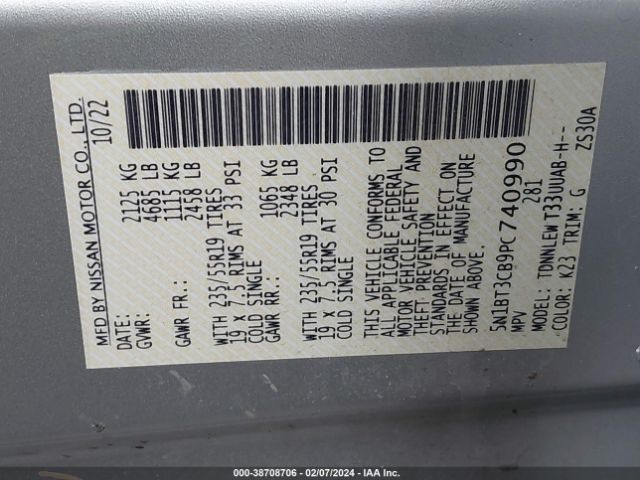 MFD BY NISSAN MOTOR CO., LTD.
DATE: 10/22
GVWR: 2125 KG
4685 LB
GAWR FR.: 1115 KG
2458 LB
WITH 235/55R19 TIRES
19 X 7.5 RIMS AT 33 PSI
COLD SINGLE
GAWR RR.: 1065 KG
2348 LB
WITH 235/55R19 TIRES
19 X 7.5 RIMS AT 30 PSI
COLD SINGLE
THIS VEHICLE CONFORMS TO
ALL APPLICABLE FEDERAL
MOTOR VEHICLE SAFETY AND
THEFT PREVENTION
STANDARDS IN EFFECT ON
THE DATE OF MANUFACTURE
SHOWN ABOVE.
5N1BT3CB9PC740990
MPV 281
MODEL: TDNNLEW T33UUAB-H--
COLOR: K23 TRIM: G ZS30A
000-38708706 - 02/07/2024 - IAA Inc.